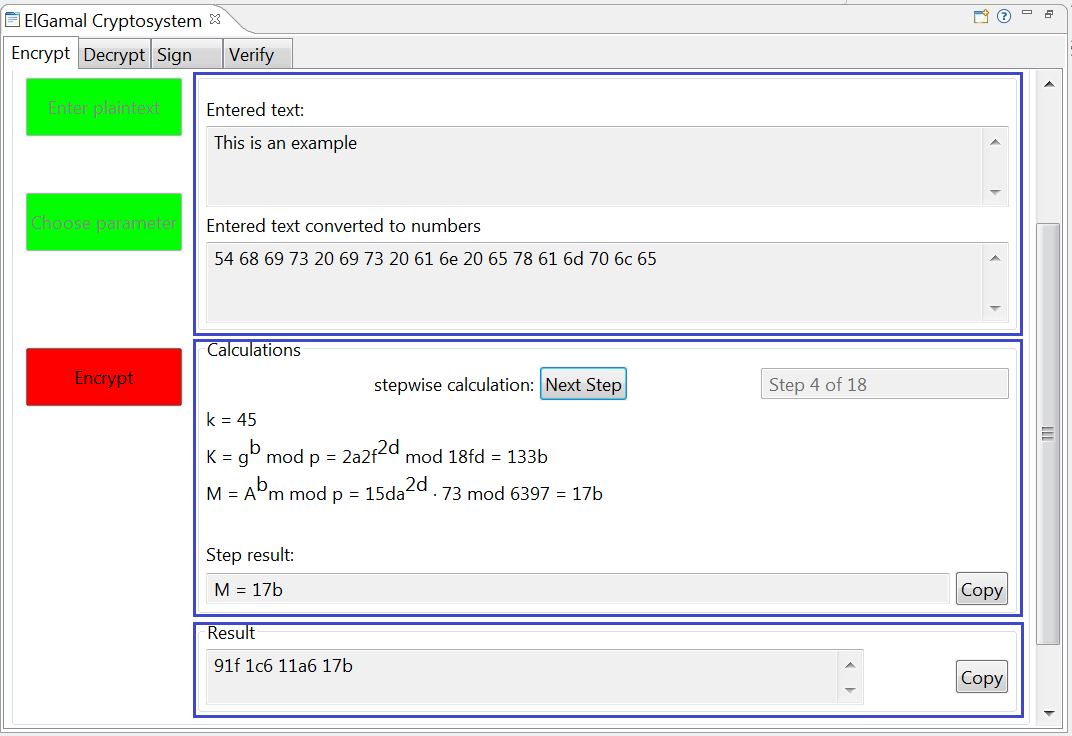 ElGamal Cryptosystem
Encrypt Decrypt Sign Verify
Enter plaintext
Choose parameter
Encrypt
Entered text:
This is an example
Entered text converted to numbers
54 68 69 73 20 69 73 20 61 6e 20 65 78 61 6d 70 6c 65
Calculations
stepwise calculation: Next Step Step 4 of 18
k = 45
K = g^b mod p = 2a2f^2d mod 18fd = 133b
M = A^b m mod p = 15da^2d · 73 mod 6397 = 17b
Step result:
M = 17b Copy
Result
91f 1c6 11a6 17b Copy